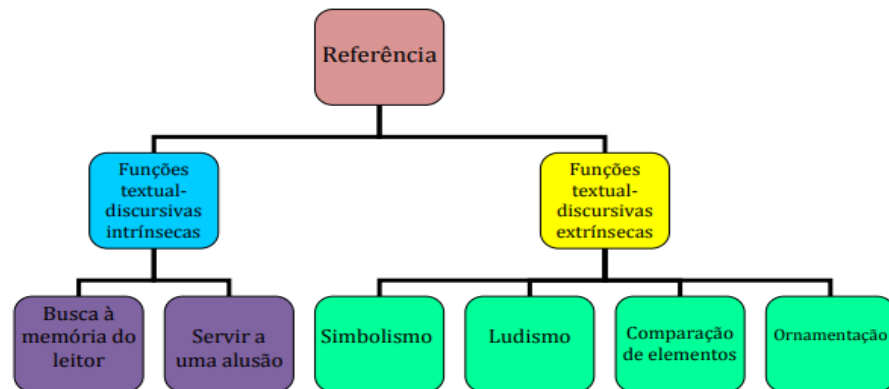 Referência
Funções
textual-
discursivas
intrínsecas
Funções
textual-
discursivas
extrínsecas
Busca à
memória do
leitor
Servir a
uma alusão
Simbolismo
Ludismo
Comparação
de elementos
Ornamentação